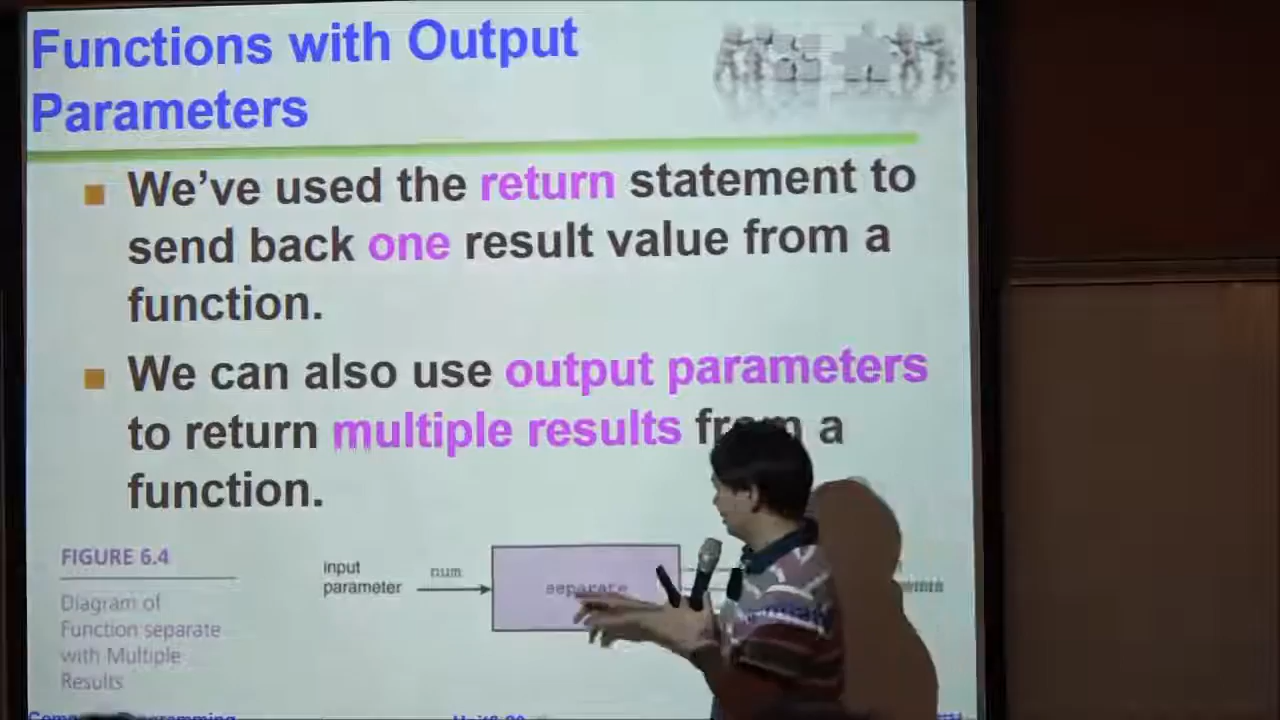 Functions with Output
Parameters
We've used the return statement to
send back one result value from a
function.
We can also use output parameters
to return multiple results from a
function.
FIGURE 6.4
Diagram of
Function separate
with Multiple
Results
input
parameter
num
separate